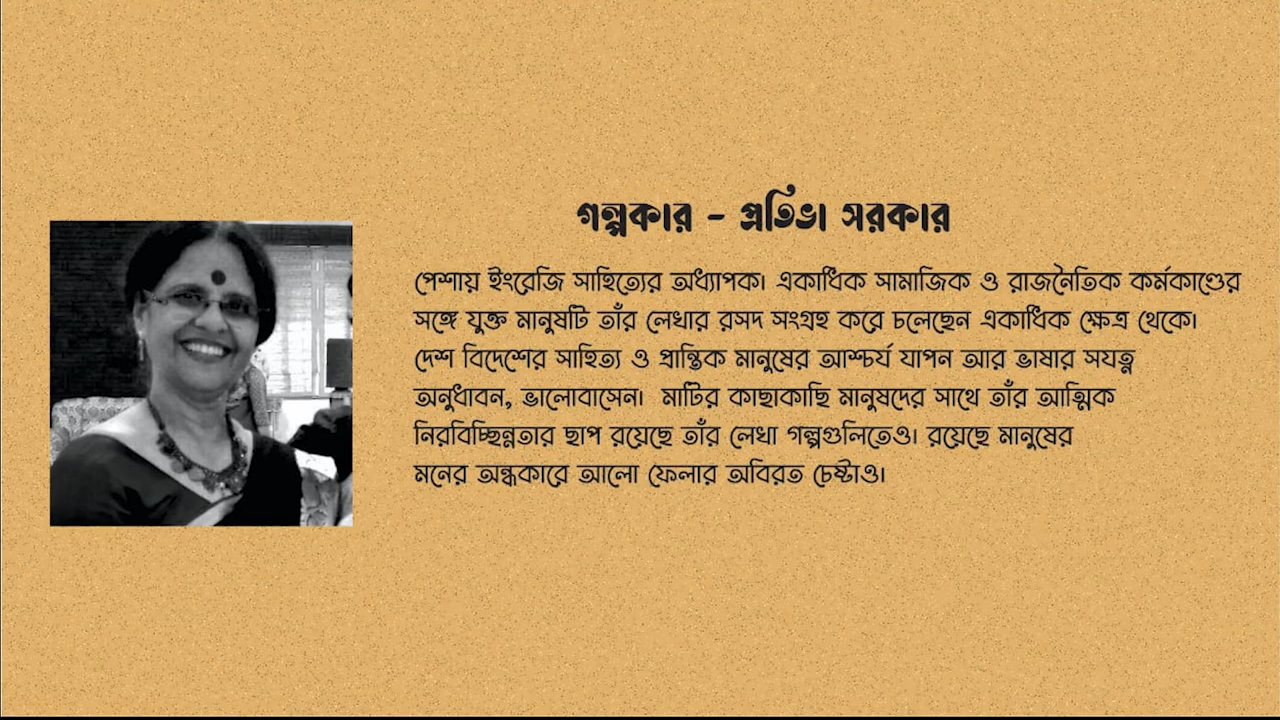 গল্পকার - প্রতিভা সরকার
পেশায় ইংরেজি সাহিত্যের অধ্যাপক। একাধিক সামাজিক ও রাজনৈতিক কর্মকাণ্ডের
সঙ্গে যুক্ত মানুষটি তাঁর লেখার রসদ সংগ্রহ করে চলেছেন একাধিক ক্ষেত্র থেকে।
দেশ বিদেশের সাহিত্য ও প্রান্তিক মানুষের আশ্চর্য যাপন আর ভাষার সযত্ন
অনুধাবন, ভালোবাসেন।  মাটির কাছাকাছি মানুষদের সাথে তাঁর আত্মিক
নিরবিচ্ছিন্নতার ছাপ রয়েছে তাঁর লেখা গল্পগুলিতেও। রয়েছে মানুষের
মনের অন্ধকারে আলো ফেলার অবিরত চেষ্টাও।